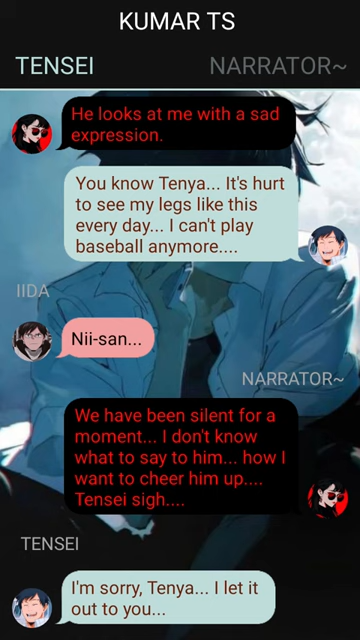 KUMAR TS
TENSEI
NARRATOR~
He looks at me with a sad
expression.
You know Tenya... It's hurt
to see my legs like this
every day... I can't play
baseball anymore....
IIDA
Nii-san...
NARRATOR~
We have been silent for a
moment... I don't know
what to say to him... how I
want to cheer him up....
Tensei sigh....
TENSEI
I'm sorry, Tenya... I let it
out to you...